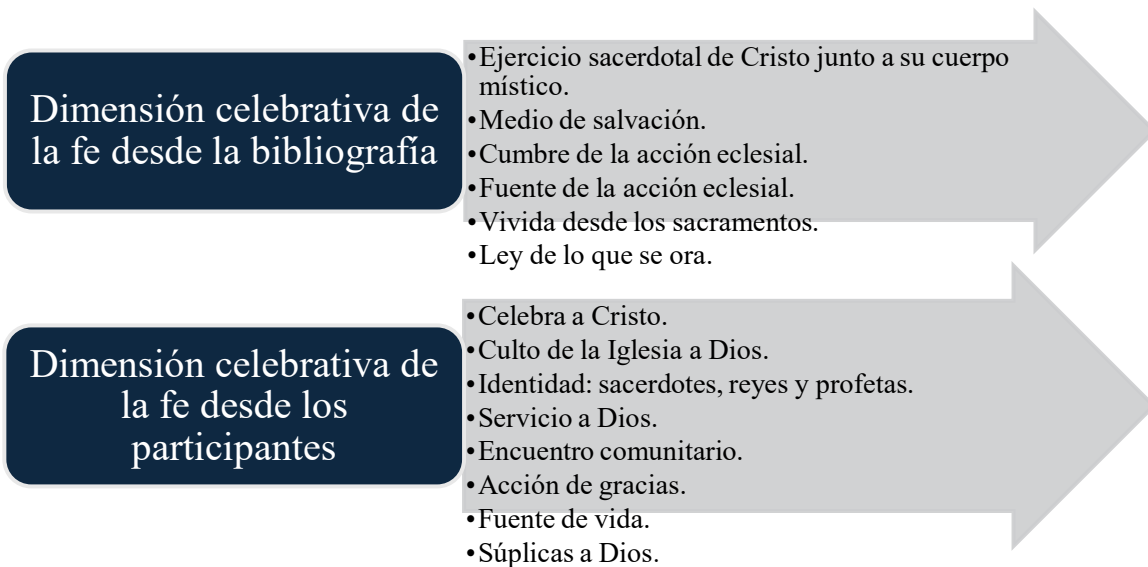 Dimensión celebrativa de
la fe desde la bibliografía
•Ejercicio sacerdotal de Cristo junto a su cuerpo
místico.
•Medio de salvación.
•Cumbre de la acción eclesial.
•Fuente de la acción eclesial.
•Vivida desde los sacramentos.
•Ley de lo que se ora.
Dimensión celebrativa de
la fe desde los
participantes
•Celebra a Cristo.
•Culto de la Iglesia a Dios.
•Identidad: sacerdotes, reyes y profetas.
•Servicio a Dios.
•Encuentro comunitario.
•Acción de gracias.
•Fuente de vida.
•Súplicas a Dios.